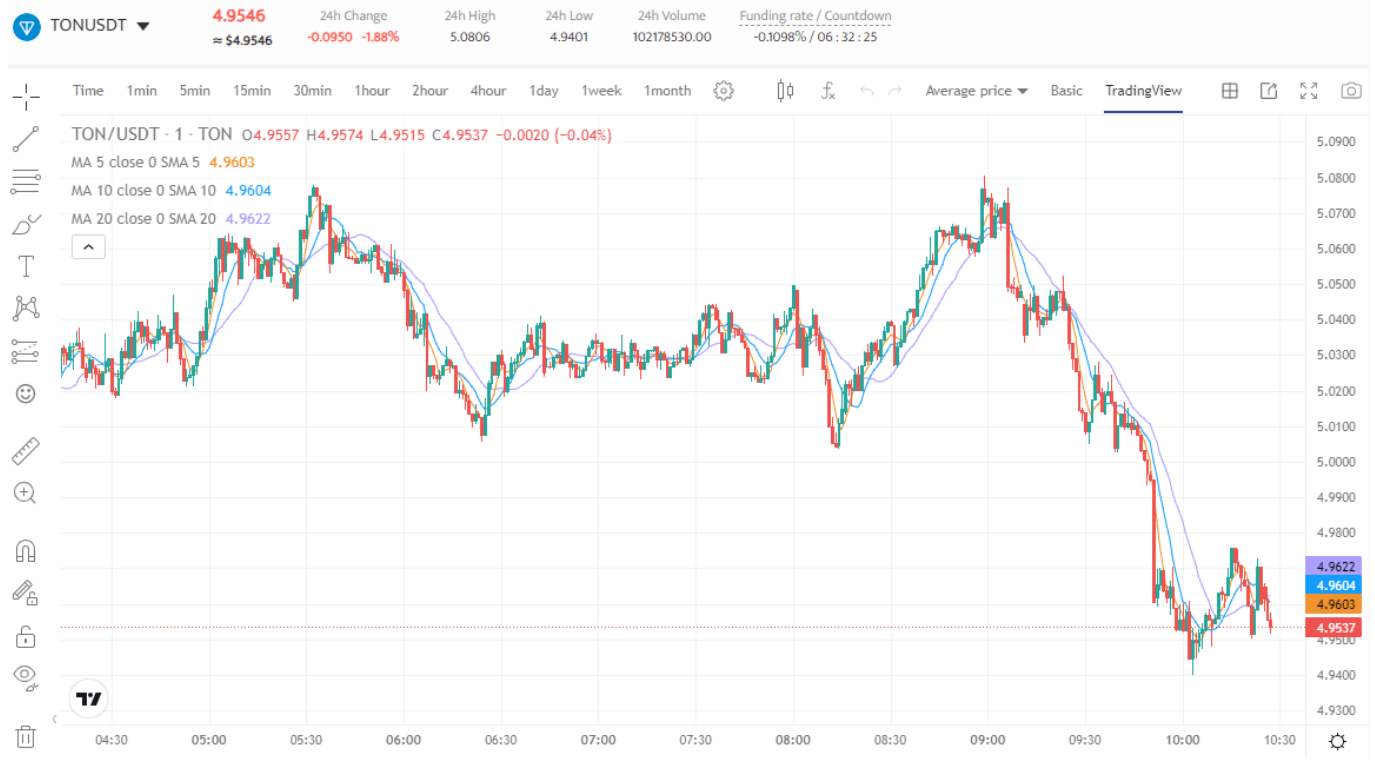 TONUSDT
4.9546
≈ $4.9546
24h Change
-0.0950 -1.88%
24h High
5.0806
24h Low
4.9401
24h Volume
102178530.00
Funding rate / Countdown
-0.1098% / 06 : 32 : 25
Time 1min 5min 15min 30min 1hour 2hour 4hour 1day 1week 1month Average price Basic TradingView
TON/USDT · 1 · TON O4.9557 H4.9574 L4.9515 C4.9537 −0.0020 (−0.04%)
MA 5 close 0 SMA 5 4.9603
MA 10 close 0 SMA 10 4.9604
MA 20 close 0 SMA 20 4.9622
5.0900
5.0800
5.0700
5.0600
5.0500
5.0400
5.0300
5.0200
5.0100
5.0000
4.9900
4.9800
4.9622
4.9604
4.9603
4.9537
4.9500
4.9400
4.9300
04:30 05:00 05:30 06:00 06:30 07:00 07:30 08:00 08:30 09:00 09:30 10:00 10:30